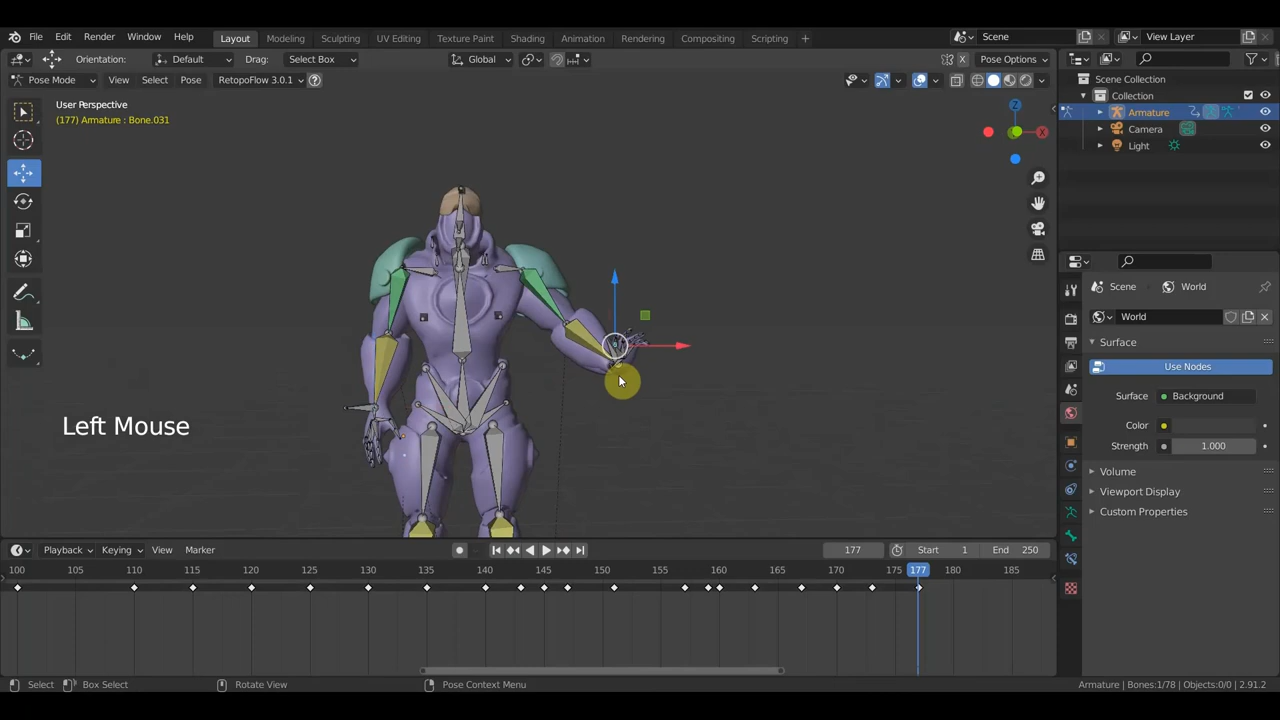 File Edit Render Window Help Layout Modeling Sculpting UV Editing Texture Paint Shading Animation Rendering Compositing Scripting + Scene View Layer
Orientation: Default Drag: Select Box Global Pose Options
Pose Mode View Select Pose RetopoFlow 3.0.1
User Perspective
(177) Armature : Bone.031
Z
X
Scene Collection
Collection
Armature
Camera
Light
Scene World
World
Surface
Use Nodes
Surface Background
Color
Strength 1.000
Volume
Viewport Display
Custom Properties
Left Mouse
Playback Keying View Marker 177 Start 1 End 250
100 105 110 115 120 125 130 135 140 145 150 155 160 165 170 175 177 180 185
Select Box Select Rotate View Pose Context Menu Armature | Bones:1/78 | Objects:0/0 | 2.91.2